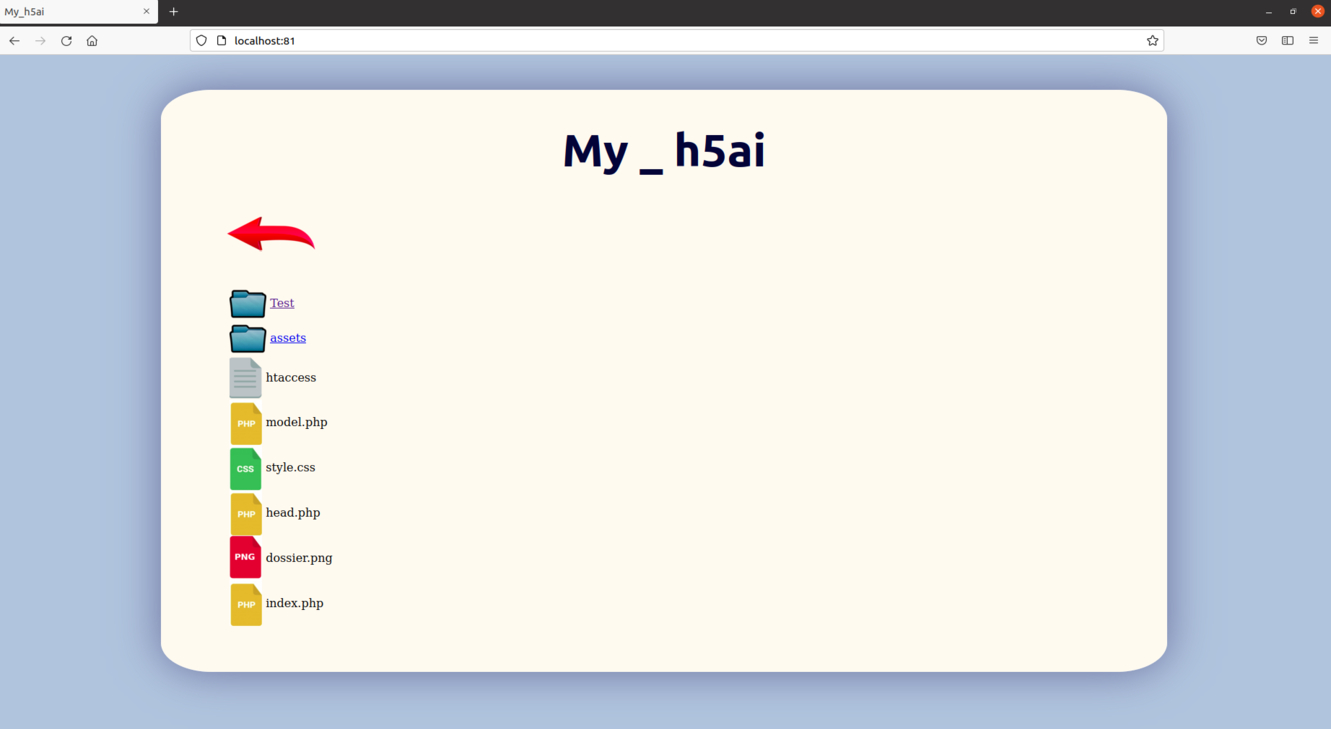 My_h5ai
localhost:81
My _ h5ai
Test
assets
htaccess
PHP model.php
CSS style.css
PHP head.php
PNG dossier.png
PHP index.php